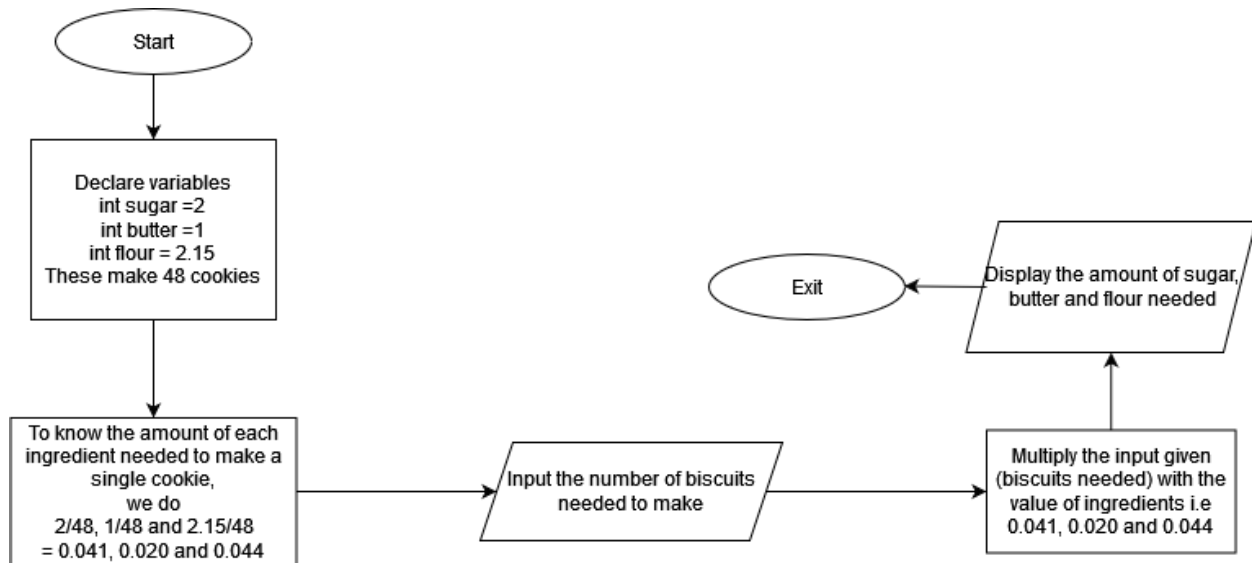 Start
Declare variables
int sugar =2
int butter =1
int flour = 2.15
These make 48 cookies
To know the amount of each
ingredient needed to make a
single cookie,
we do
2/48, 1/48 and 2.15/48
= 0.041, 0.020 and 0.044
Input the number of biscuits
needed to make
Multiply the input given
(biscuits needed) with the
value of ingredients i.e
0.041, 0.020 and 0.044
Display the amount of sugar,
butter and flour needed
Exit